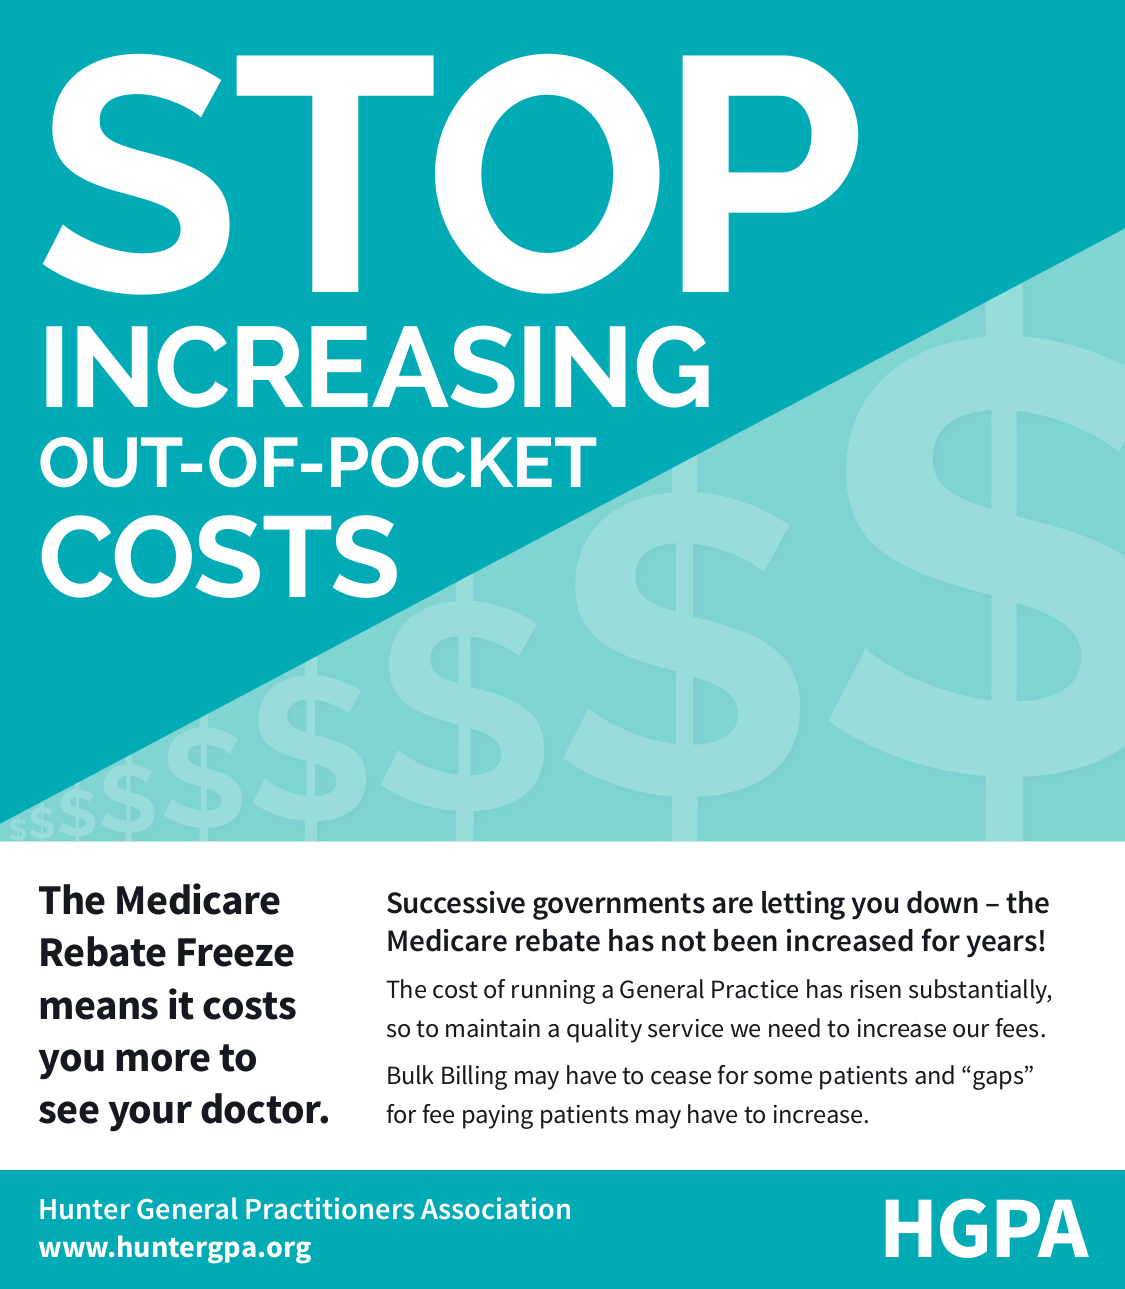 STOP
INCREASING
OUT-OF-POCKET
COSTS
$ $ $ $ $ $ $ $ $
The Medicare
Rebate Freeze
means it costs
you more to
see your doctor.
Successive governments are letting you down – the
Medicare rebate has not been increased for years!
The cost of running a General Practice has risen substantially,
so to maintain a quality service we need to increase our fees.
Bulk Billing may have to cease for some patients and “gaps”
for fee paying patients may have to increase.
Hunter General Practitioners Association
www.huntergpa.org
HGPA